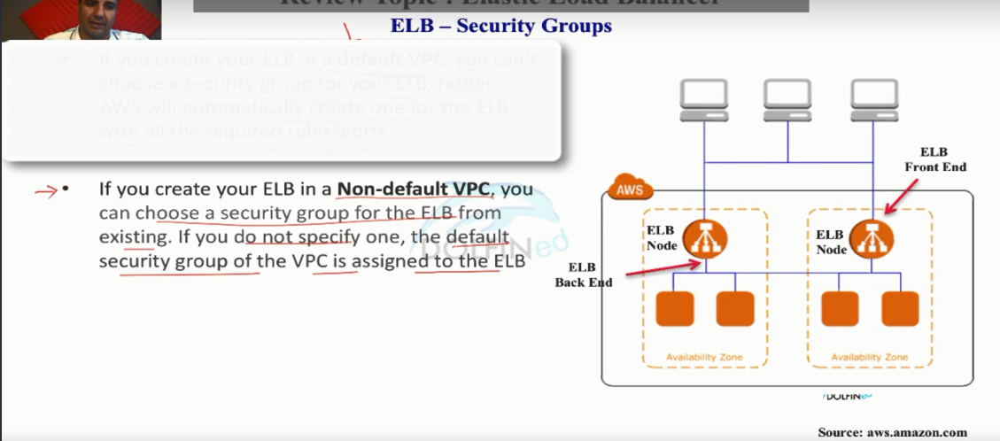 Review Topic : Elastic Load Balancer
ELB – Security Groups
If you create your ELB in a default VPC, you can't
choose a security group for your ELB, rather,
AWS will automatically create one for the ELB
with all the required rules/ports
• If you create your ELB in a Non-default VPC, you
can choose a security group for the ELB from
existing. If you do not specify one, the default
security group of the VPC is assigned to the ELB
DOLFINed
ELB
Front End
AWS
ELB
Node
ELB
Node
ELB
Back End
Availability Zone
Availability Zone
DOLFINed
Source: aws.amazon.com